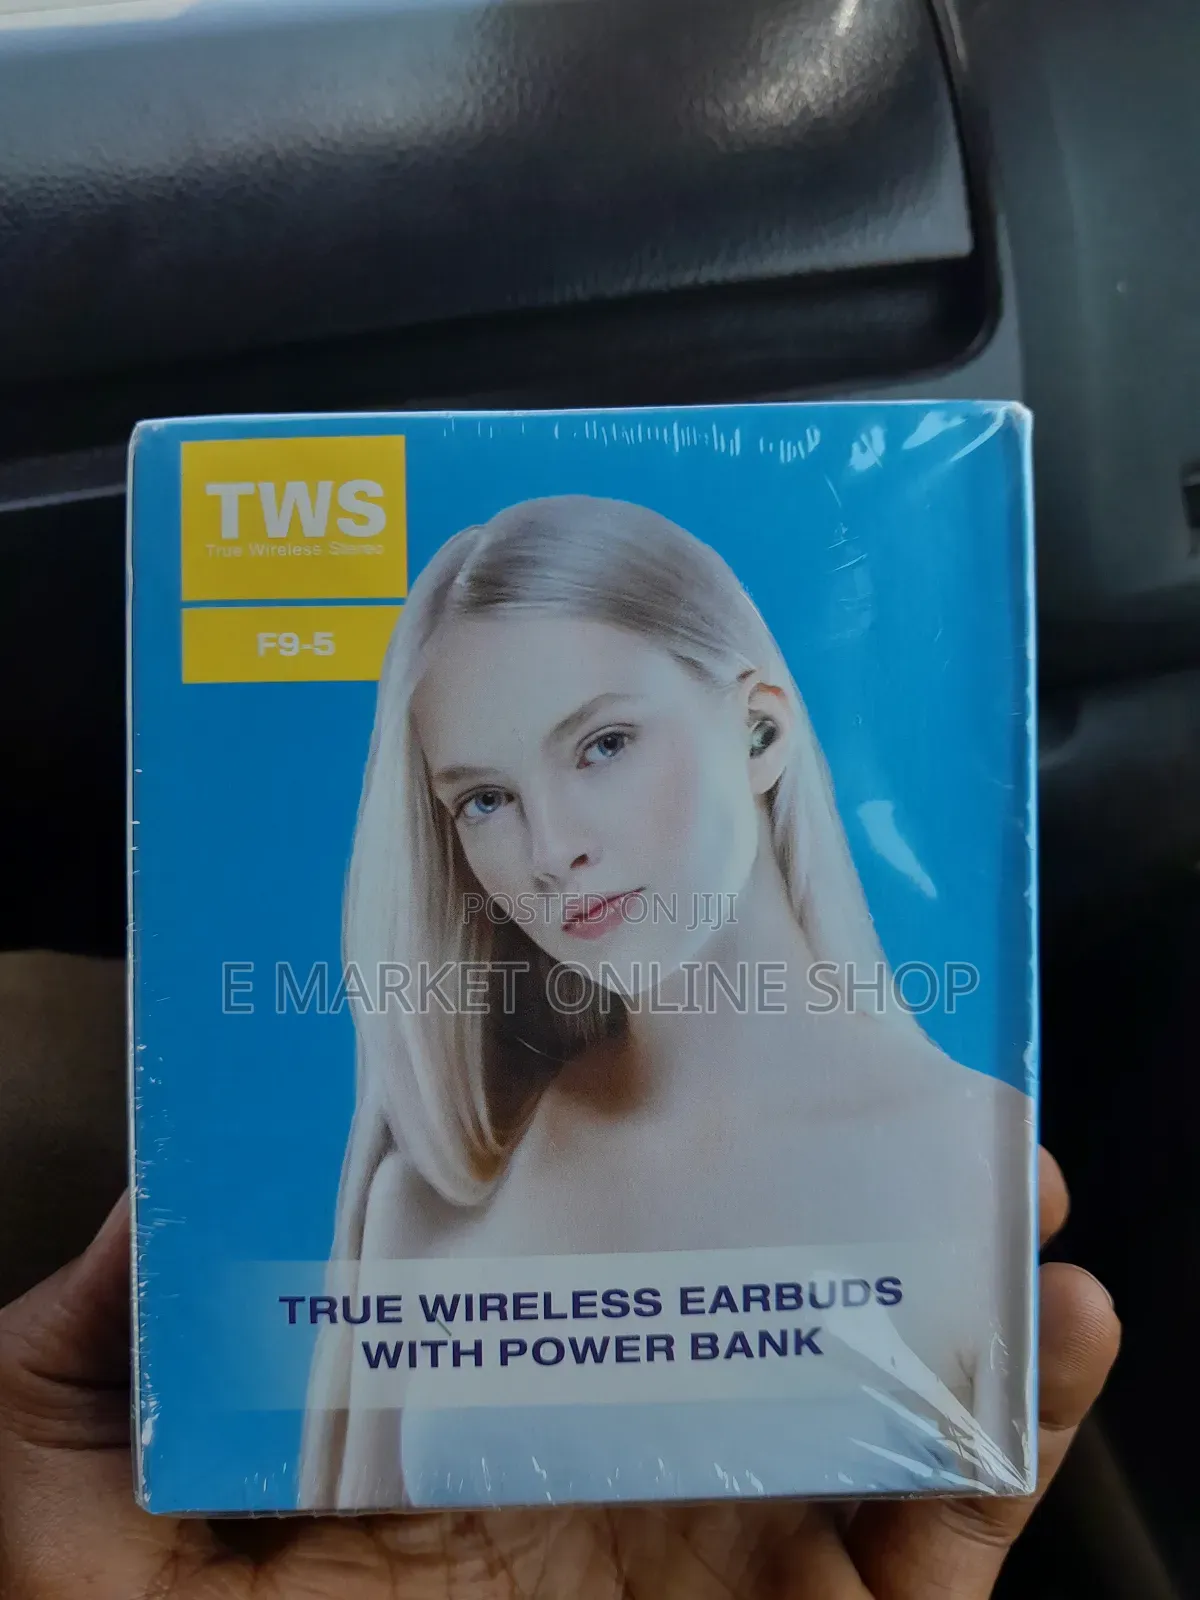 TWS
True Wireless Stereo
F9-5
POSTED ON JIJI
E MARKET ONLINE SHOP
TRUE WIRELESS EARBUDS
WITH POWER BANK